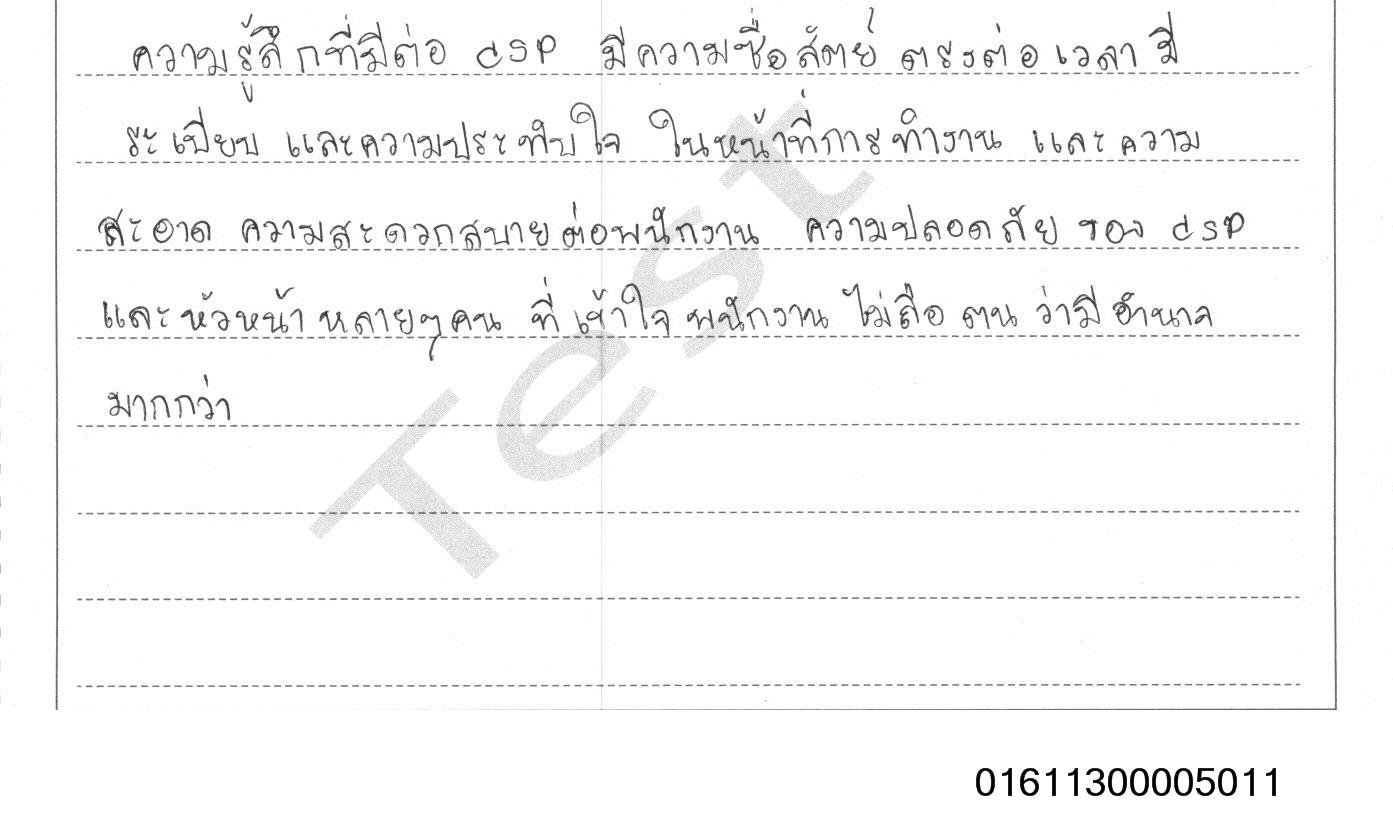 ความรู้สึกที่มีต่อ dSP มีความซื่อสัตย์ ตรงต่อเวลา มี
ระเบียบ และความประทับใจ ในหน้าที่การทำงาน และความ
สะอาด ความสะดวกสบายต่อพนักงาน ความปลอดภัย ของ dSP
และหัวหน้าหลายๆคน ที่เข้าใจ พนักงาน ไม่ถือ ตน ว่ามี อำนาจ
มากกว่า
Test
01611300005011